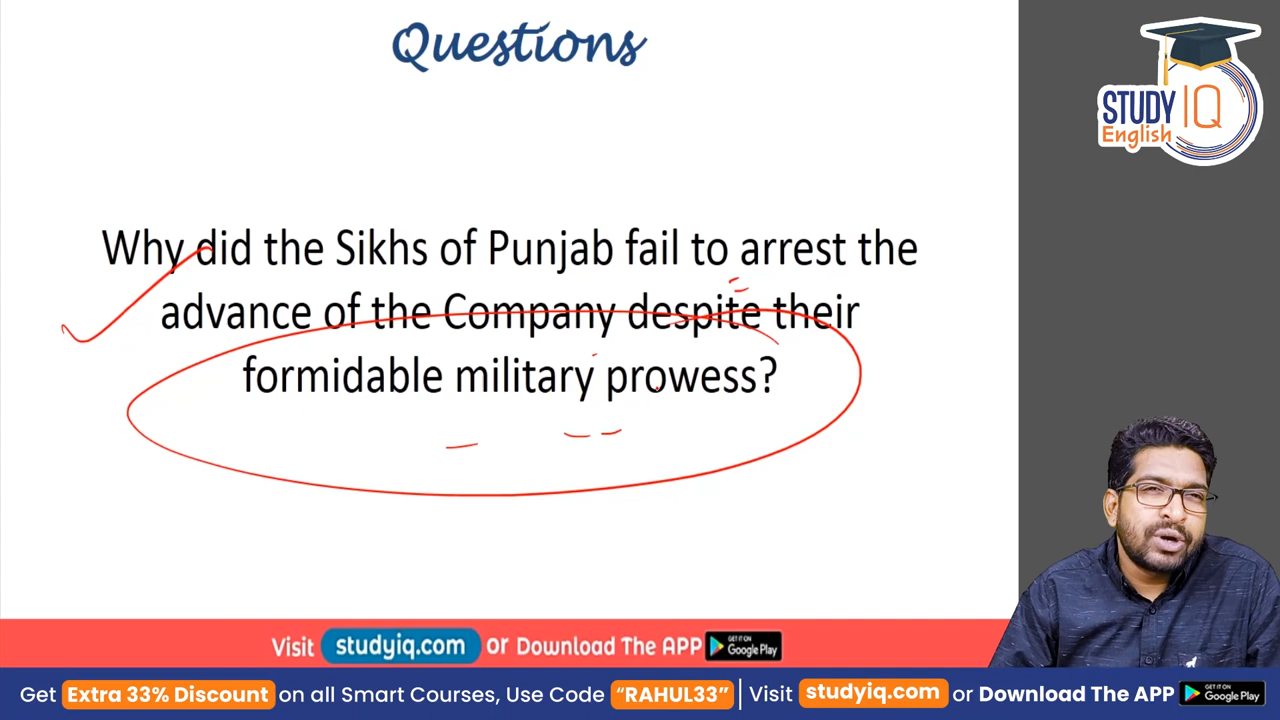 Questions
STUDY IQ
English
Why did the Sikhs of Punjab fail to arrest the
advance of the Company despite their
formidable military prowess?
Visit studyiq.com or Download The APP GET IT ON Google Play
Get Extra 33% Discount on all Smart Courses, Use Code “RAHUL33” | Visit studyiq.com or Download The APP GET IT ON Google Play